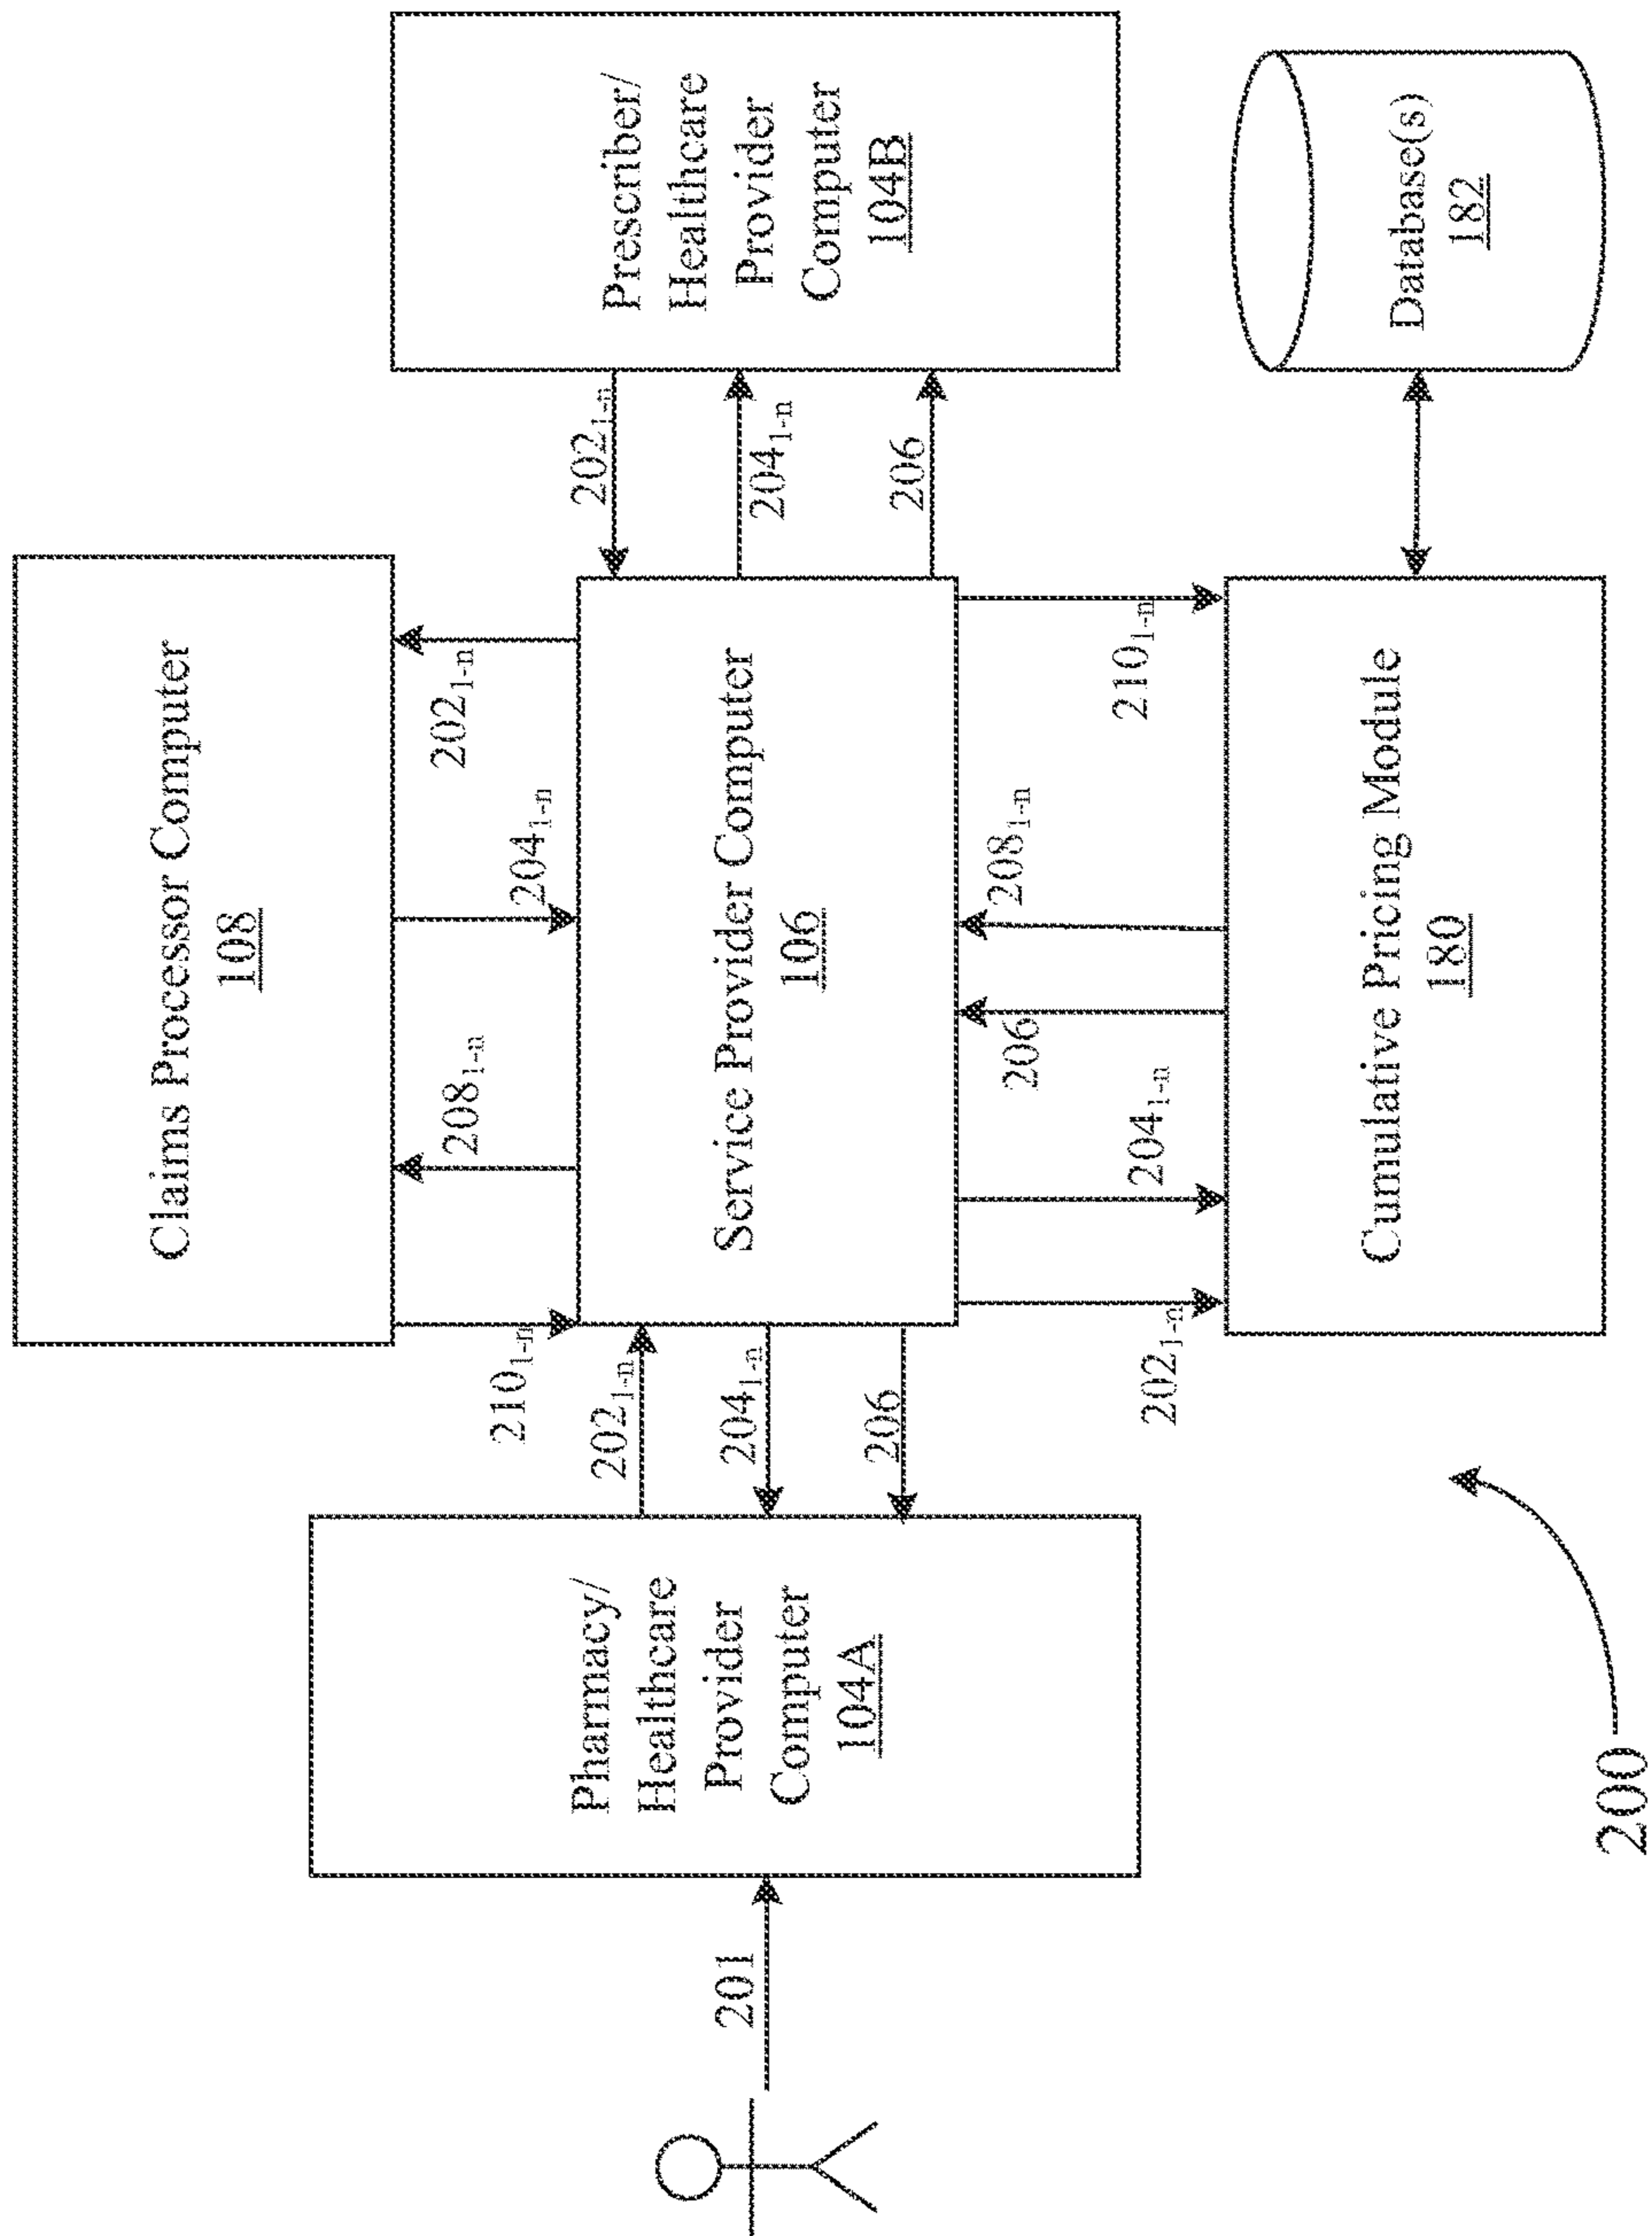 Claims Processor Computer
108
210₁₋ₙ
208₁₋ₙ
204₁₋ₙ
202₁₋ₙ
201
Pharmacy/
Healthcare
Provider
Computer
104A
202₁₋ₙ
204₁₋ₙ
206
Service Provider Computer
106
202₁₋ₙ
204₁₋ₙ
206
Prescriber/
Healthcare
Provider
Computer
104B
202₁₋ₙ
204₁₋ₙ
206
208₁₋ₙ
210₁₋ₙ
Cumulative Pricing Module
180
Database(s)
182
200